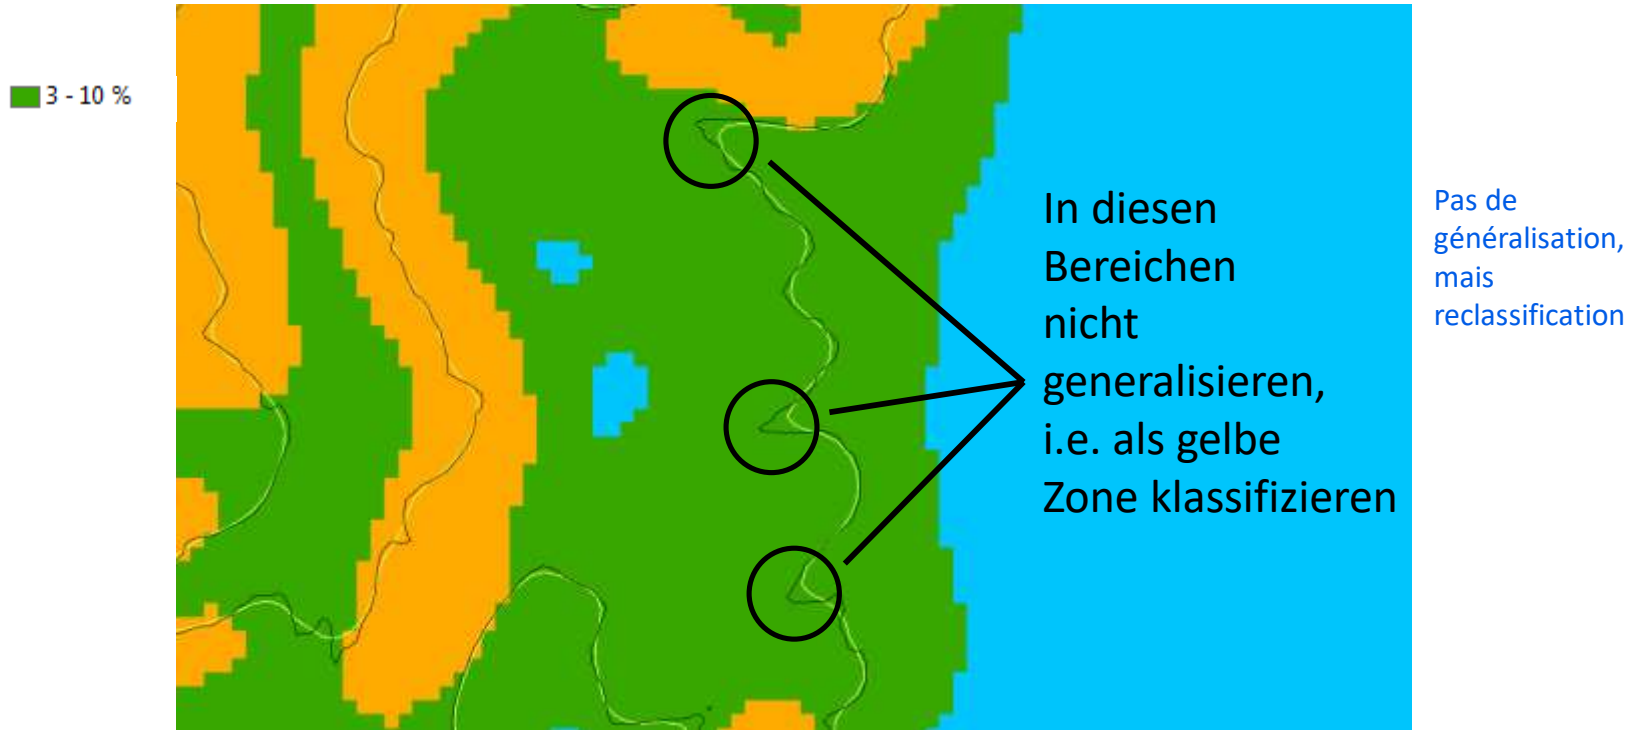 3 - 10 %
In diesen
Bereichen
nicht
generalisieren,
i.e. als gelbe
Zone klassifizieren
Pas de
généralisation,
mais
reclassification